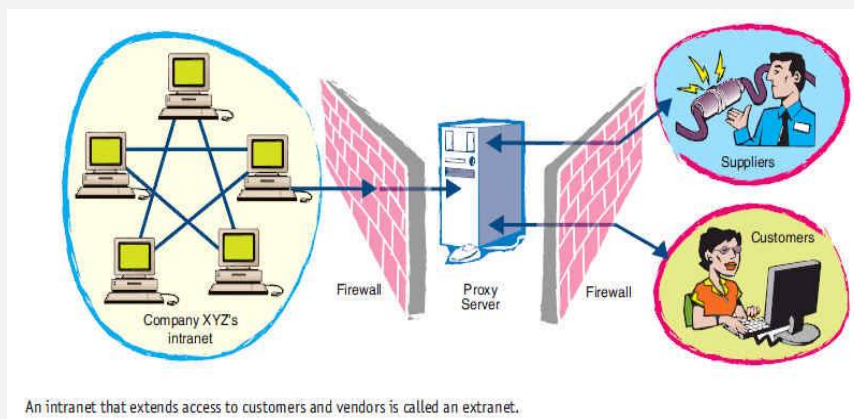 Suppliers
Customers
Firewall
Proxy
Server
Firewall
Company XYZ's
intranet
An intranet that extends access to customers and vendors is called an extranet.